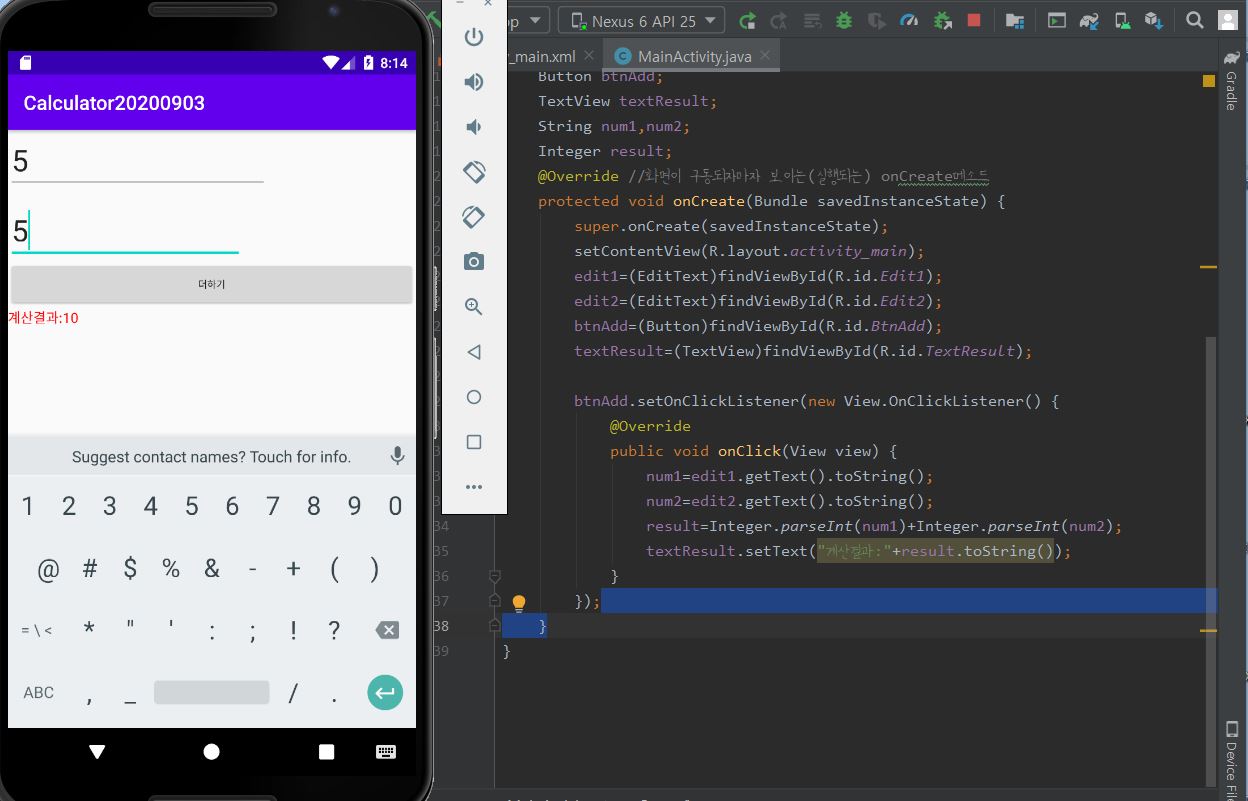 8:14
Calculator20200903
5
5
더하기
계산결과:10
Suggest contact names? Touch for info.
1 2 3 4 5 6 7 8 9 0
@ # $ % & - + ( )
= \ < * " ' : ; ! ?
ABC , _ / .
Nexus 6 API 25
_main.xml MainActivity.java
Button btnAdd;
TextView textResult;
String num1,num2;
Integer result;
@Override //화면이 구동되자마자 보이는(실행되는) onCreate메소드
protected void onCreate(Bundle savedInstanceState) {
super.onCreate(savedInstanceState);
setContentView(R.layout.activity_main);
edit1=(EditText)findViewById(R.id.Edit1);
edit2=(EditText)findViewById(R.id.Edit2);
btnAdd=(Button)findViewById(R.id.BtnAdd);
textResult=(TextView)findViewById(R.id.TextResult);
btnAdd.setOnClickListener(new View.OnClickListener() {
@Override
public void onClick(View view) {
num1=edit1.getText().toString();
num2=edit2.getText().toString();
34 result=Integer.parseInt(num1)+Integer.parseInt(num2);
35 textResult.setText("계산결과:"+result.toString());
36 }
37 });
38 }
39 }
Gradle